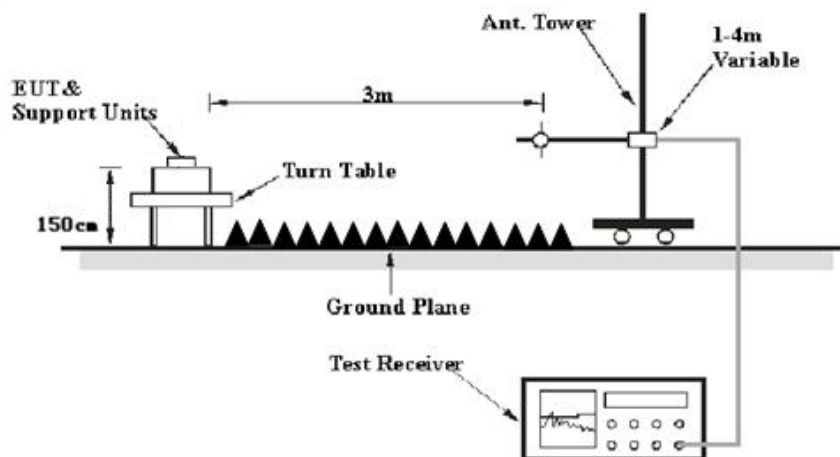 Ant. Tower
1-4m
Variable
EUT&
Support Units
3m
Turn Table
150cm
Ground Plane
Test Receiver